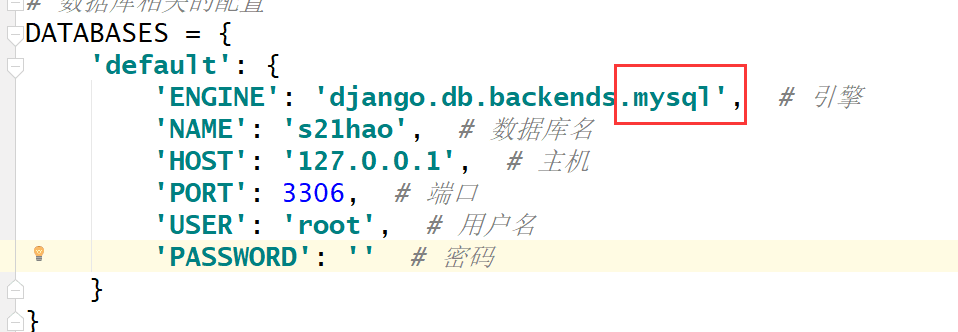 # 数据库相关的配置
DATABASES = {
'default': {
'ENGINE': 'django.db.backends.mysql', # 引擎
'NAME': 's21hao', # 数据库名
'HOST': '127.0.0.1', # 主机
'PORT': 3306, # 端口
'USER': 'root', # 用户名
'PASSWORD': '' # 密码
}
}